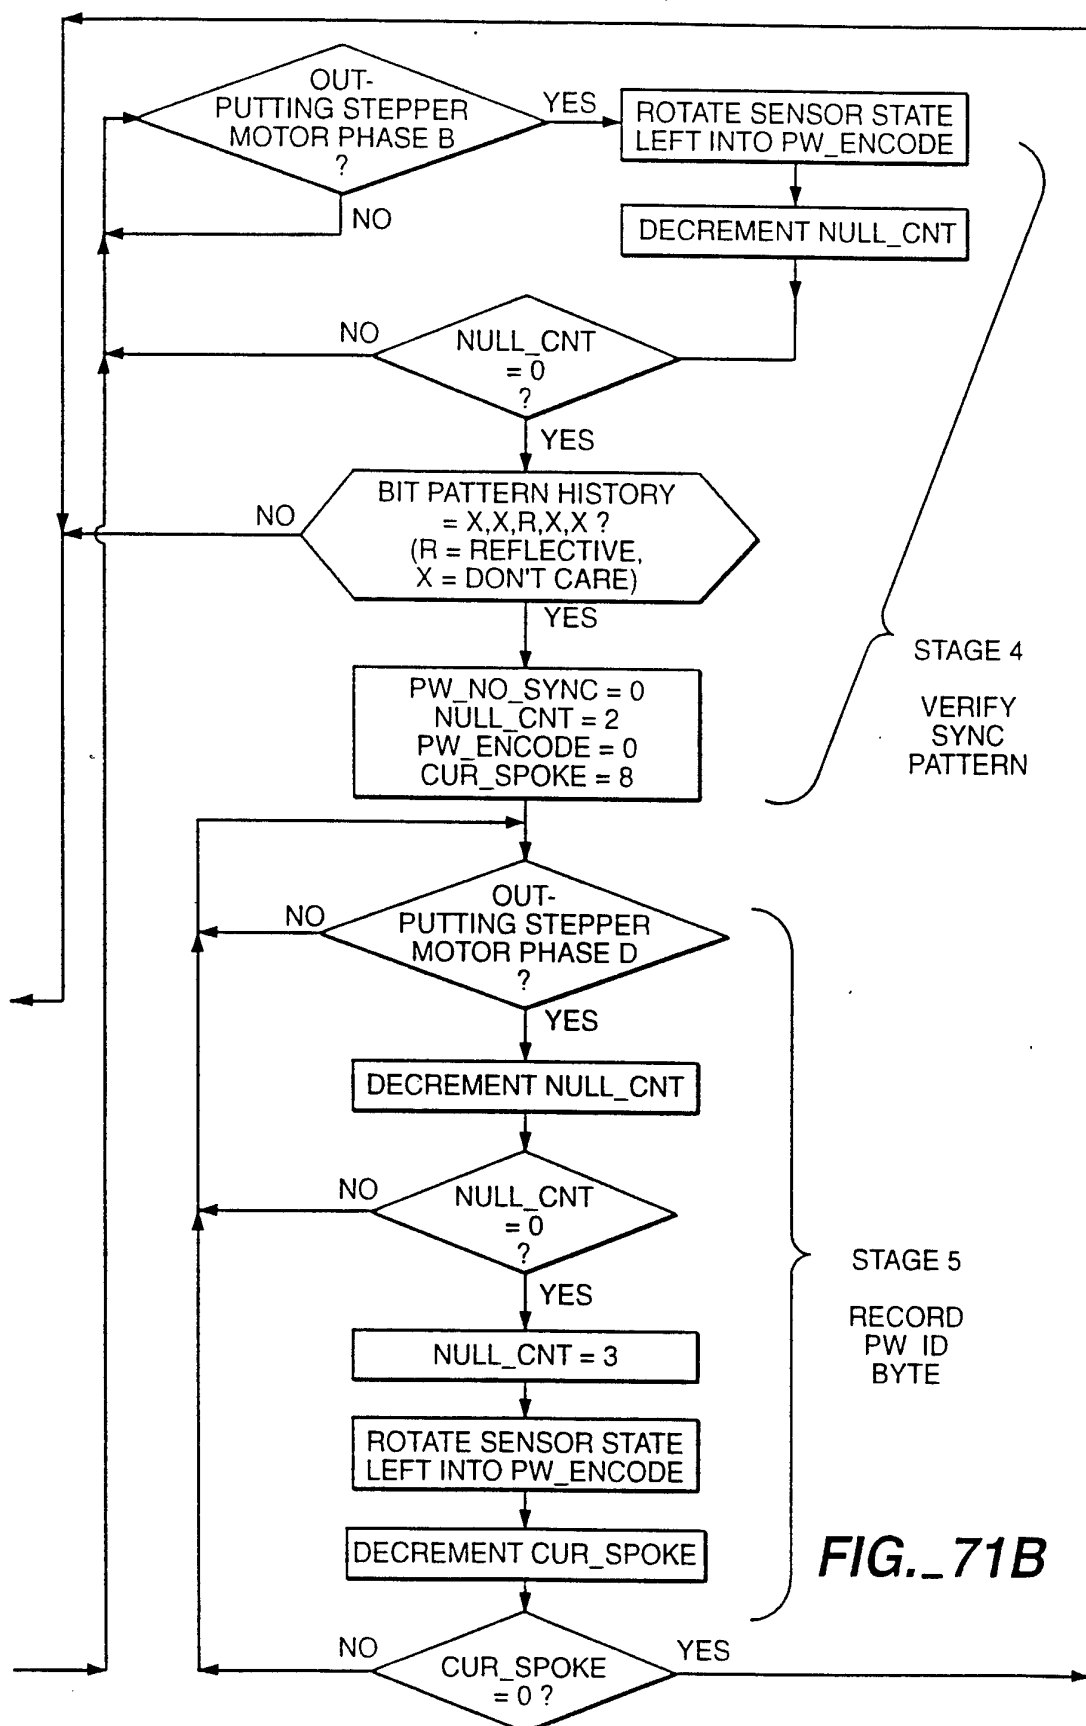 OUT-
PUTTING STEPPER
MOTOR PHASE B
?
YES
NO
ROTATE SENSOR STATE
LEFT INTO PW_ENCODE
DECREMENT NULL_CNT
NO
NULL_CNT
= 0
?
YES
NO
BIT PATTERN HISTORY
= X,X,R,X,X ?
(R = REFLECTIVE,
X = DON'T CARE)
YES
PW_NO_SYNC = 0
NULL_CNT = 2
PW_ENCODE = 0
CUR_SPOKE = 8
STAGE 4
VERIFY
SYNC
PATTERN
NO
OUT-
PUTTING STEPPER
MOTOR PHASE D
?
YES
DECREMENT NULL_CNT
NO
NULL_CNT
= 0
?
YES
NULL_CNT = 3
ROTATE SENSOR STATE
LEFT INTO PW_ENCODE
DECREMENT CUR_SPOKE
STAGE 5
RECORD
PW ID
BYTE
NO
CUR_SPOKE
= 0 ?
YES
FIG._71B